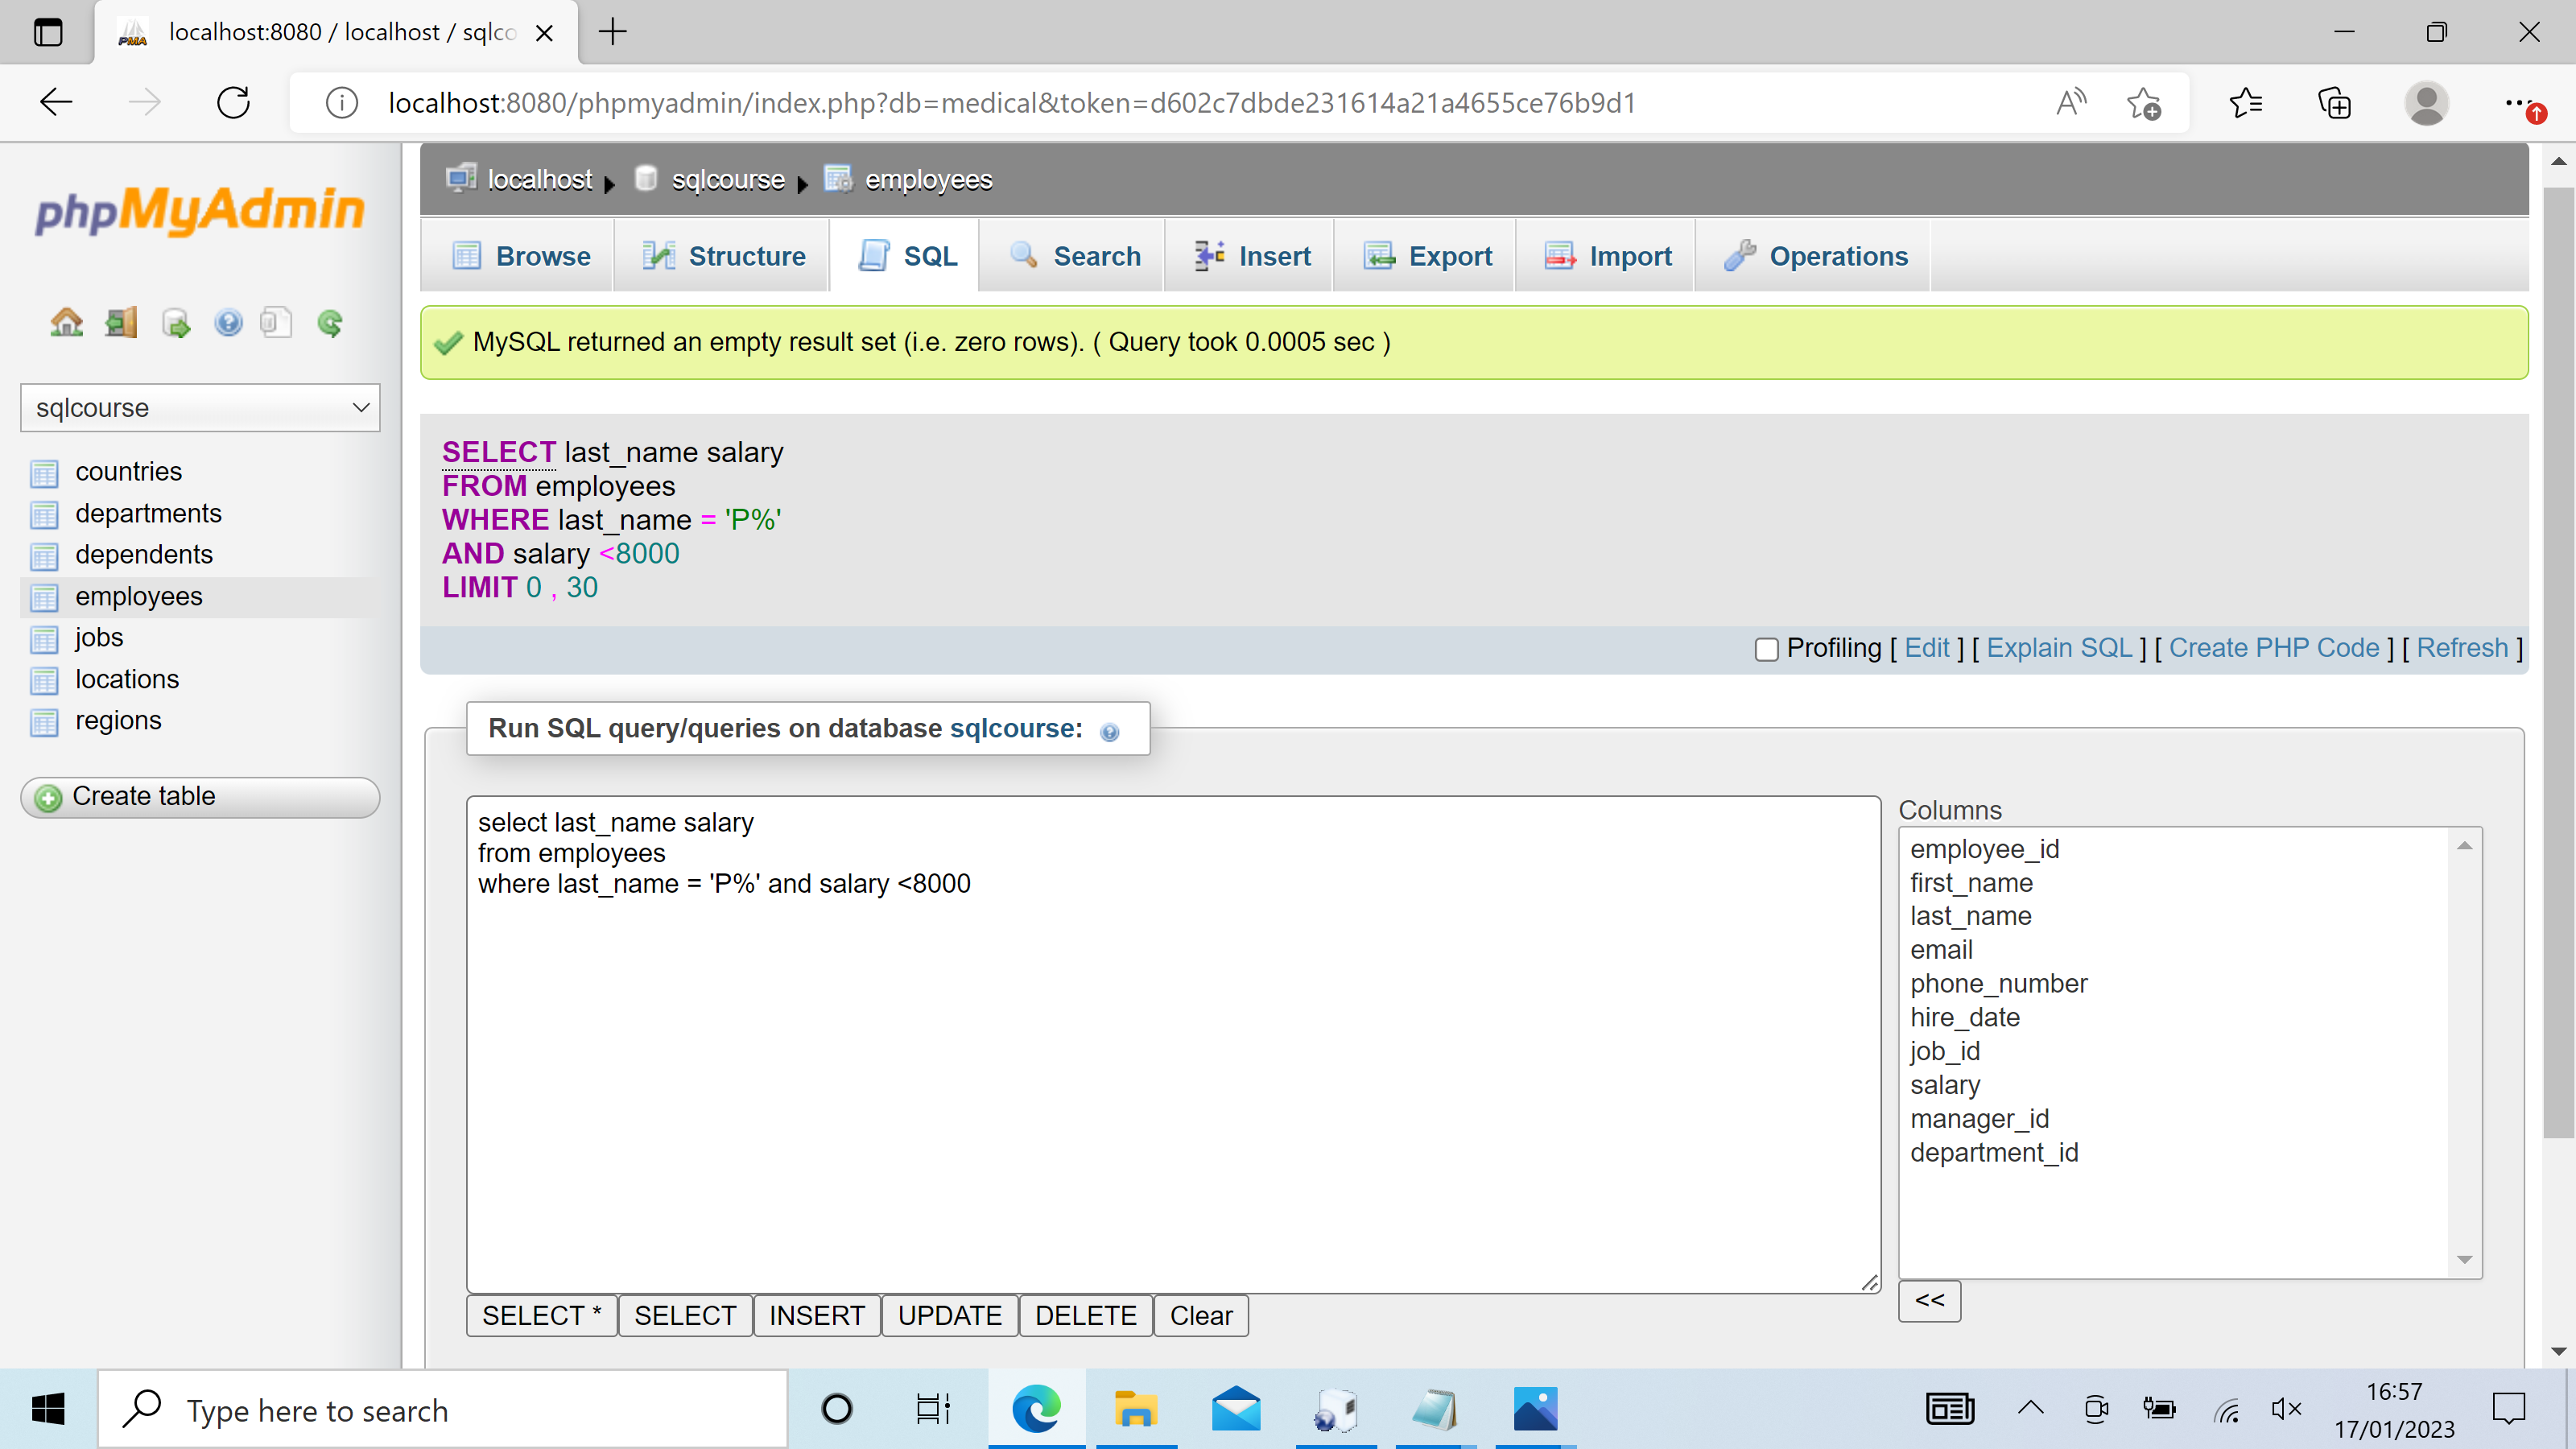 localhost:8080 / localhost / sqlco
localhost:8080/phpmyadmin/index.php?db=medical&token=d602c7dbde231614a21a4655ce76b9d1
phpMyAdmin
sqlcourse
countries
departments
dependents
employees
jobs
locations
regions
Create table
localhost sqlcourse employees
Browse Structure SQL Search Insert Export Import Operations
MySQL returned an empty result set (i.e. zero rows). ( Query took 0.0005 sec )
SELECT last_name salary
FROM employees
WHERE last_name = 'P%'
AND salary <8000
LIMIT 0 , 30
Profiling [ Edit ] [ Explain SQL ] [ Create PHP Code ] [ Refresh ]
Run SQL query/queries on database sqlcourse:
select last_name salary
from employees
where last_name = 'P%' and salary <8000
Columns
employee_id
first_name
last_name
email
phone_number
hire_date
job_id
salary
manager_id
department_id
<<
SELECT * SELECT INSERT UPDATE DELETE Clear
Type here to search
16:57
17/01/2023